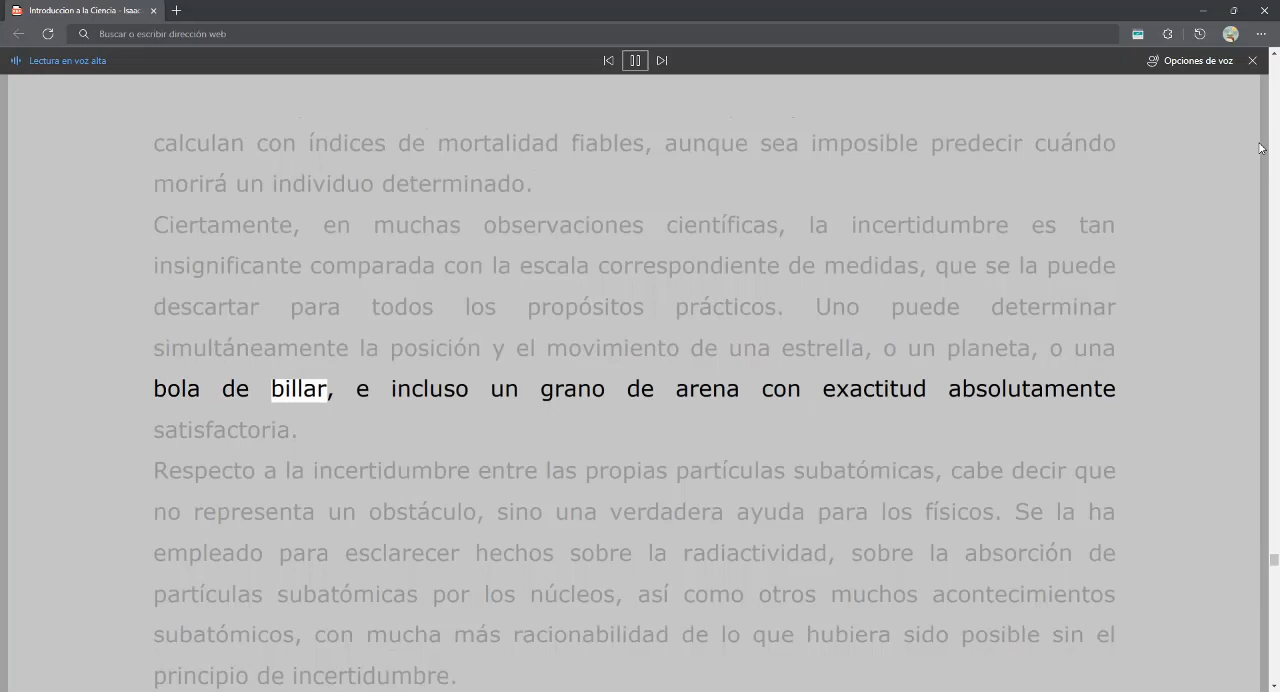 Introduccion a la Ciencia - Isaac
Buscar o escribir dirección web
Lectura en voz alta
Opciones de voz
calculan con índices de mortalidad fiables, aunque sea imposible predecir cuándo
morirá un individuo determinado.
Ciertamente, en muchas observaciones científicas, la incertidumbre es tan
insignificante comparada con la escala correspondiente de medidas, que se la puede
descartar para todos los propósitos prácticos. Uno puede determinar
simultáneamente la posición y el movimiento de una estrella, o un planeta, o una
bola de billar, e incluso un grano de arena con exactitud absolutamente
satisfactoria.
Respecto a la incertidumbre entre las propias partículas subatómicas, cabe decir que
no representa un obstáculo, sino una verdadera ayuda para los físicos. Se la ha
empleado para esclarecer hechos sobre la radiactividad, sobre la absorción de
partículas subatómicas por los núcleos, así como otros muchos acontecimientos
subatómicos, con mucha más racionabilidad de lo que hubiera sido posible sin el
principio de incertidumbre.